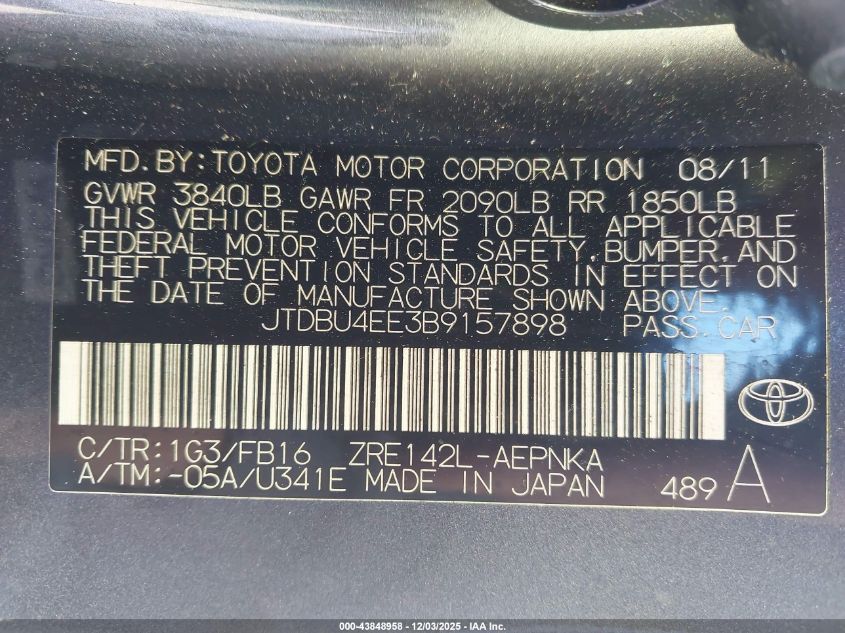 MFD.BY:TOYOTA MOTOR CORPORATION 08/11
GVWR 3840LB GAWR FR 2090LB RR 1850LB
THIS VEHICLE CONFORMS TO ALL APPLICABLE
FEDERAL MOTOR VEHICLE SAFETY,BUMPER,AND
THEFT PREVENTION STANDARDS IN EFFECT ON
THE DATE OF MANUFACTURE SHOWN ABOVE.
JTDBU4EE3B9157898 PASS.CAR
C/TR:1G3/FB16 ZRE142L-AEPNKA
A/TM:-05A/U341E MADE IN JAPAN 489 A
000-43848958 - 12/03/2025 - IAA Inc.